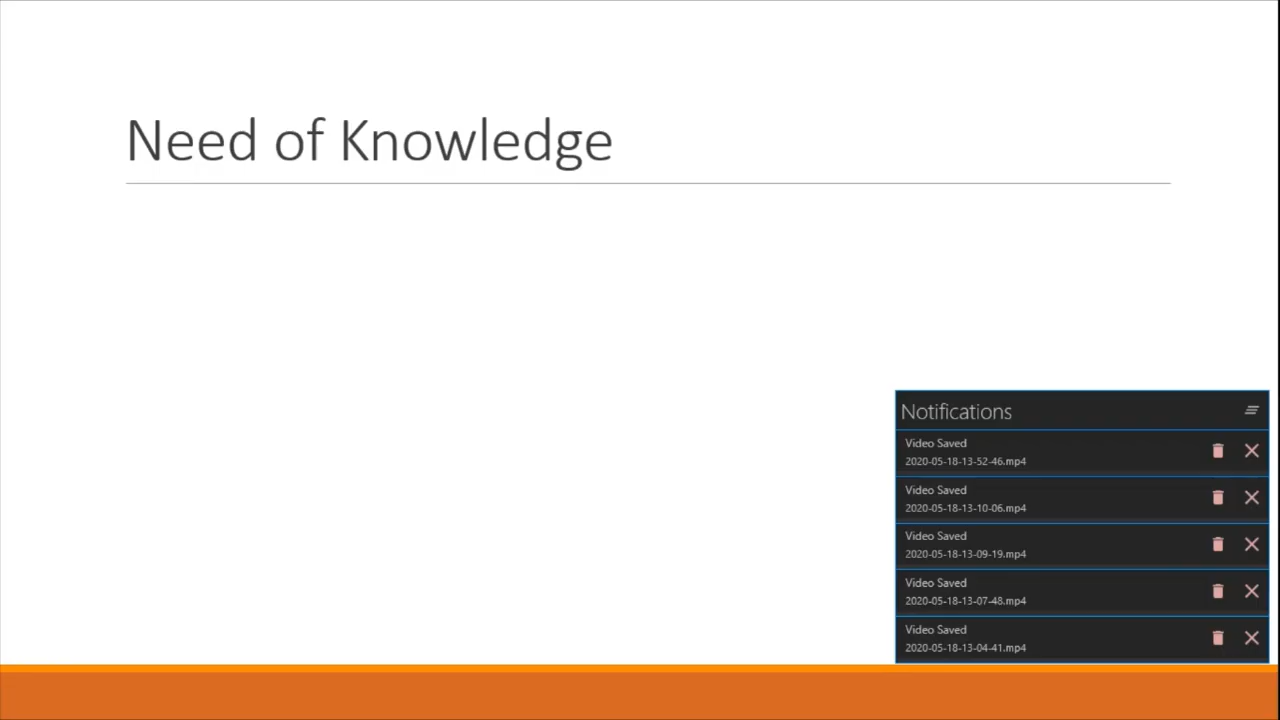 Need of Knowledge
Notifications
Video Saved
2020-05-18-13-52-46.mp4
Video Saved
2020-05-18-13-10-06.mp4
Video Saved
2020-05-18-13-09-19.mp4
Video Saved
2020-05-18-13-07-48.mp4
Video Saved
2020-05-18-13-04-41.mp4